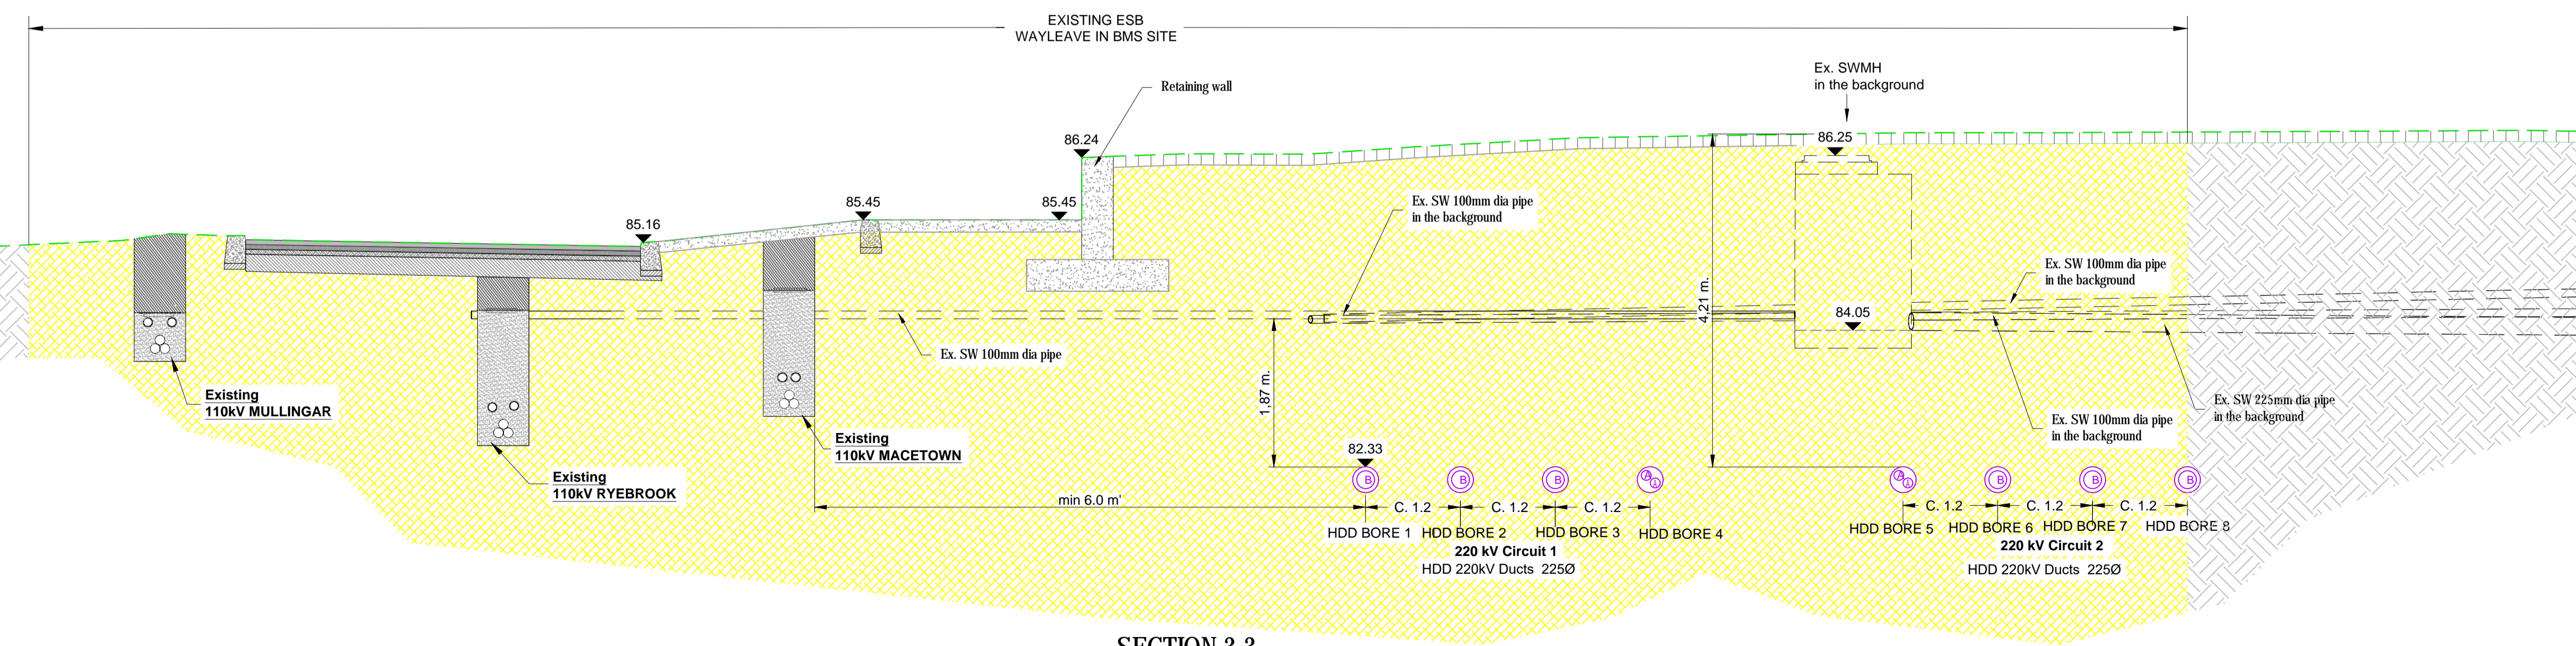 EXISTING ESB
WAYLEAVE IN BMS SITE
Ex. SWMH
in the background
Retaining wall
86.24
86.25
85.45
85.45
85.16
Ex. SW 100mm dia pipe
in the background
Ex. SW 100mm dia pipe
in the background
4.21 m.
84.05
Ex. SW 100mm dia pipe
1,87 m.
Existing
110kV MULLINGAR
Ex. SW 225mm dia pipe
in the background
Ex. SW 100mm dia pipe
in the background
Existing
110kV MACETOWN
82.33
Existing
110kV RYEBROOK
B
B
B
B
B
B
min 6.0 m'
C. 1.2
C. 1.2
C. 1.2
C. 1.2
C. 1.2
C. 1.2
HDD BORE 1
HDD BORE 2
HDD BORE 3
HDD BORE 4
HDD BORE 5
HDD BORE 6
HDD BORE 7
HDD BORE 8
220 kV Circuit 1
HDD 220kV Ducts 225Ø
220 kV Circuit 2
HDD 220kV Ducts 225Ø